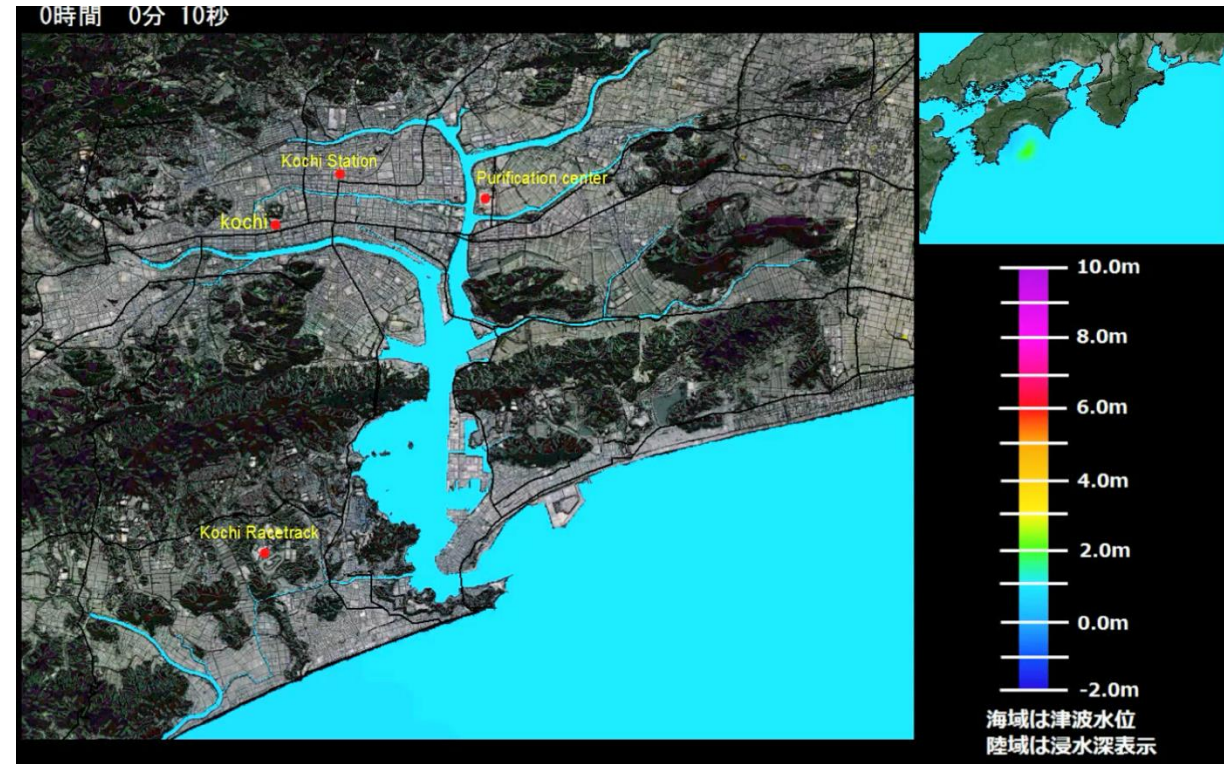 0時間 0分 10秒
Kochi Station
Purification center
kochi
Kochi Racetrack
10.0m
8.0m
6.0m
4.0m
2.0m
0.0m
-2.0m
海域は津波水位
陸域は浸水深表示